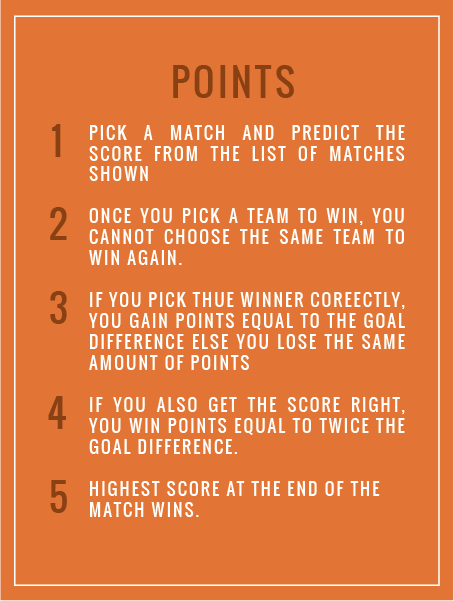 POINTS
1 PICK A MATCH AND PREDICT THE
SCORE FROM THE LIST OF MATCHES
SHOWN
2 ONCE YOU PICK A TEAM TO WIN, YOU
CANNOT CHOOSE THE SAME TEAM TO
WIN AGAIN.
3 IF YOU PICK THUE WINNER COREECTLY,
YOU GAIN POINTS EQUAL TO THE GOAL
DIFFERENCE ELSE YOU LOSE THE SAME
AMOUNT OF POINTS
4 IF YOU ALSO GET THE SCORE RIGHT,
YOU WIN POINTS EQUAL TO TWICE THE
GOAL DIFFERENCE.
5 HIGHEST SCORE AT THE END OF THE
MATCH WINS.